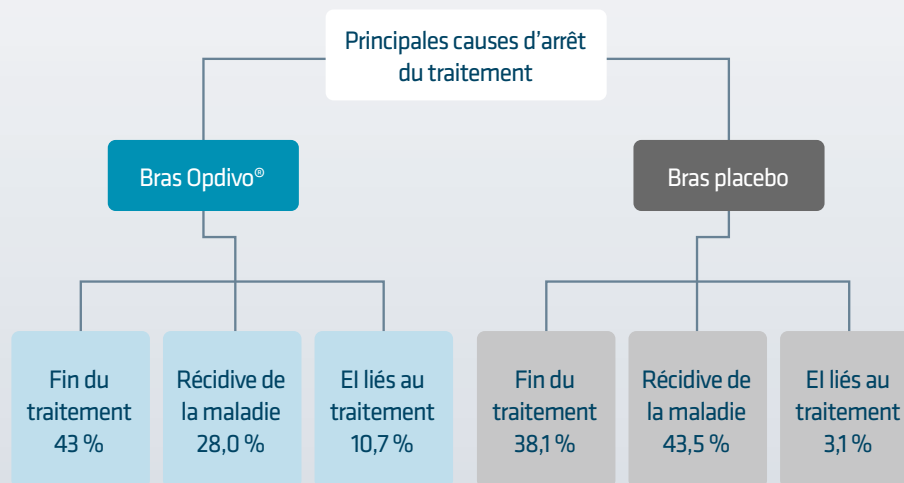 Principales causes d’arrêt
du traitement
Bras Opdivo®
Bras placebo
Fin du
traitement
43 %
Récidive de
la maladie
28,0 %
EI liés au
traitement
10,7 %
Fin du
traitement
38,1 %
Récidive de
la maladie
43,5 %
EI liés au
traitement
3,1 %